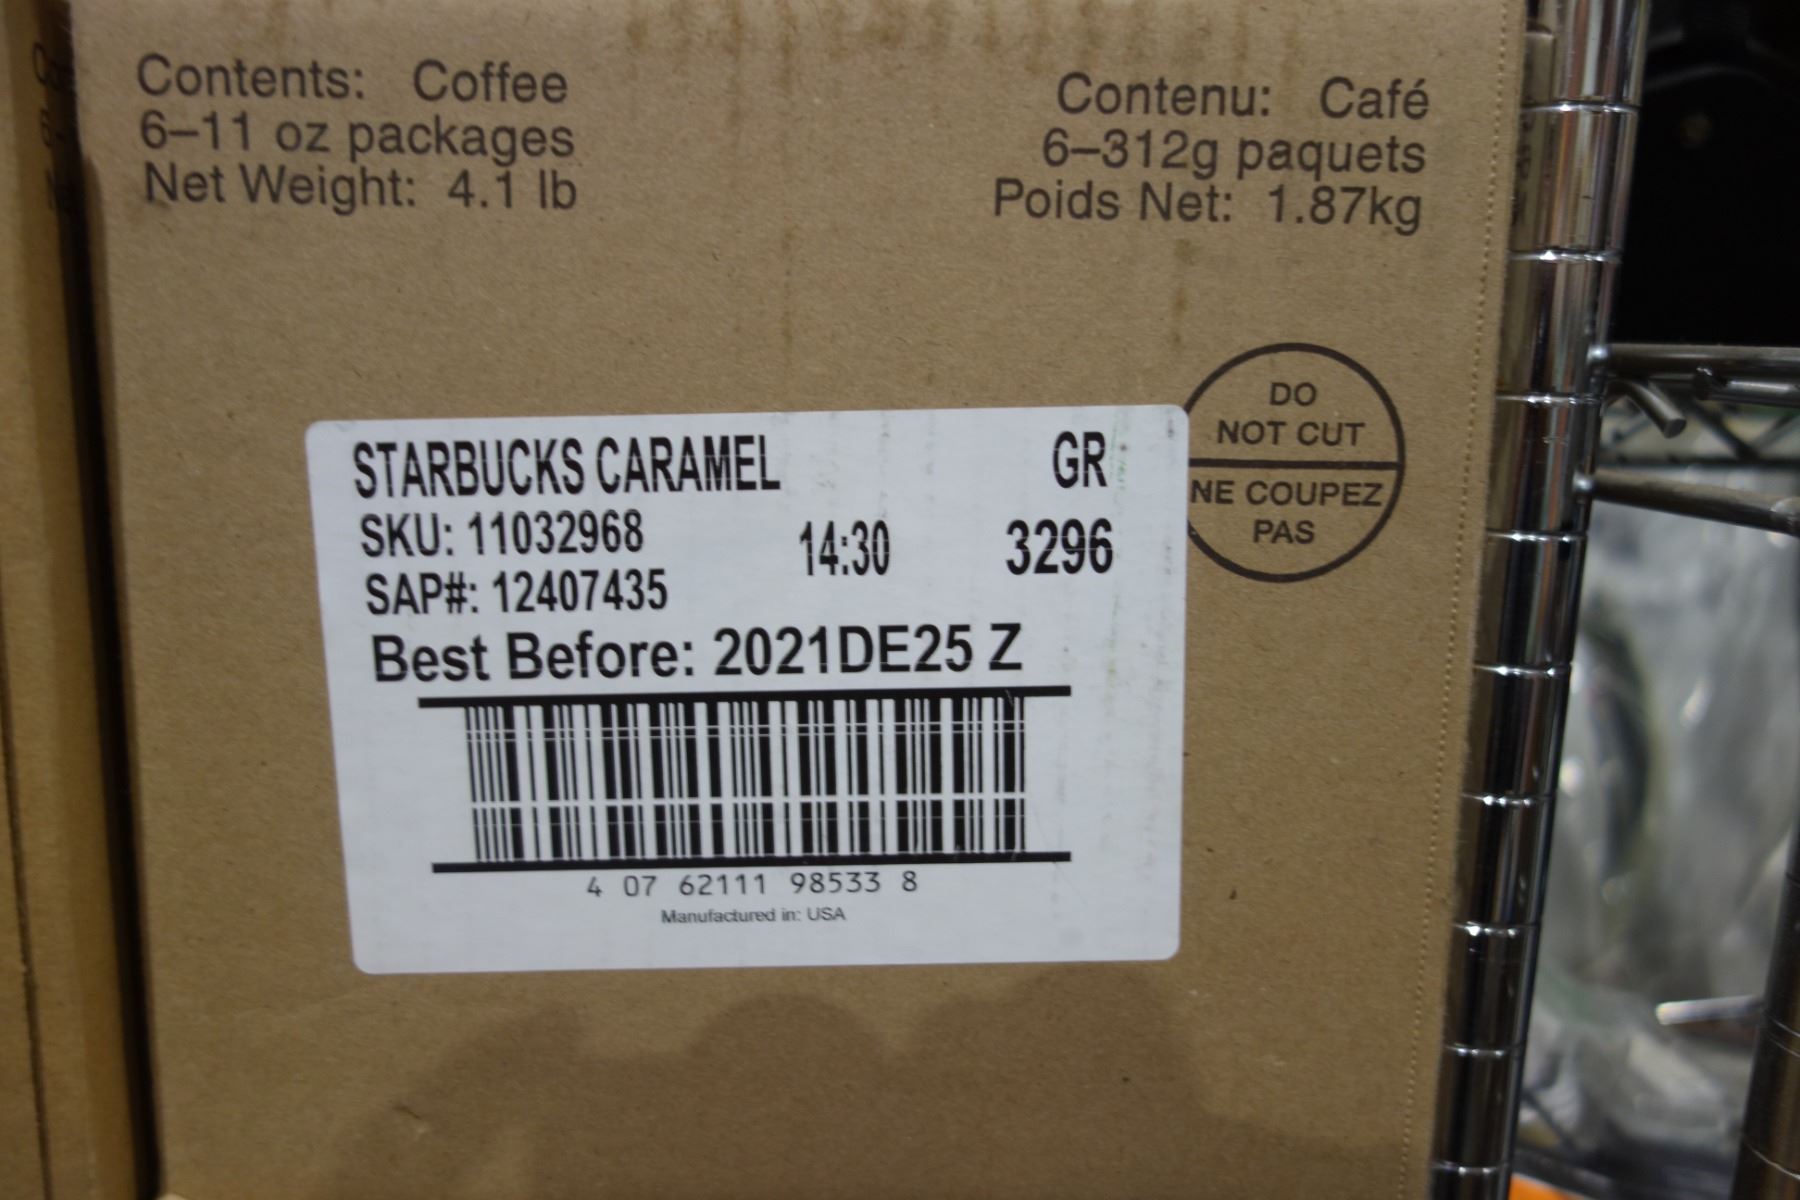 Contents: Coffee
6–11 oz packages
Net Weight: 4.1 lb
Contenu: Café
6–312g paquets
Poids Net: 1.87kg
DO
NOT CUT
NE COUPEZ
PAS
STARBUCKS CARAMEL GR
SKU: 11032968 14:30 3296
SAP#: 12407435
Best Before: 2021DE25 Z
4 07 62111 98533 8
Manufactured in: USA